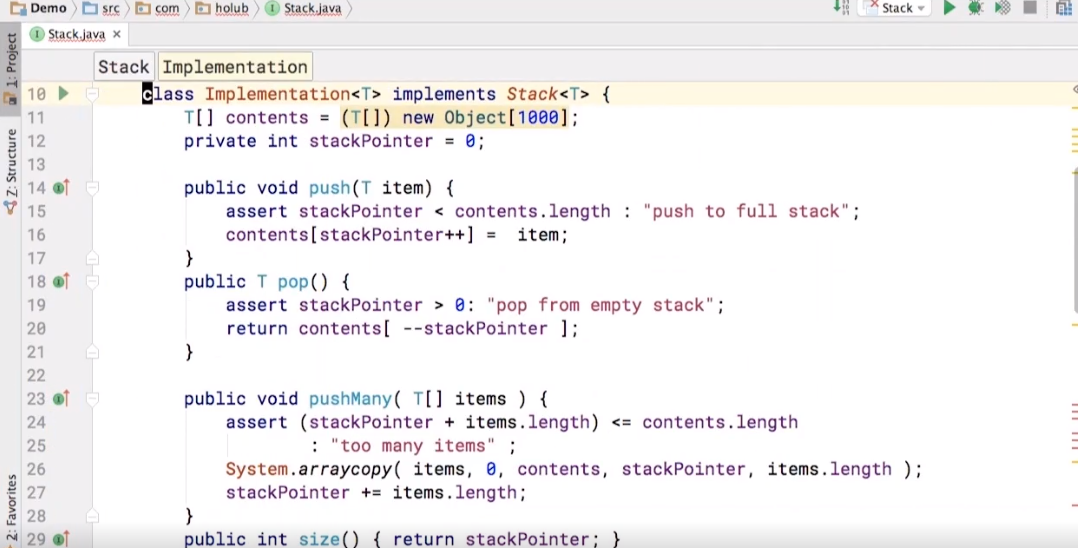 Demo src com holub Stack.java
Stack
Stack.java ×
Stack Implementation
10 class Implementation<T> implements Stack<T> {
11 T[] contents = (T[]) new Object[1000];
12 private int stackPointer = 0;
13
14 public void push(T item) {
15 assert stackPointer < contents.length : "push to full stack";
16 contents[stackPointer++] =  item;
17 }
18 public T pop() {
19 assert stackPointer > 0: "pop from empty stack";
20 return contents[ --stackPointer ];
21 }
22
23 public void pushMany( T[] items ) {
24 assert (stackPointer + items.length) <= contents.length
25 : "too many items" ;
26 System.arraycopy( items, 0, contents, stackPointer, items.length );
27 stackPointer += items.length;
28 }
29 public int size() { return stackPointer; }
1: Project
Z: Structure
2: Favorites